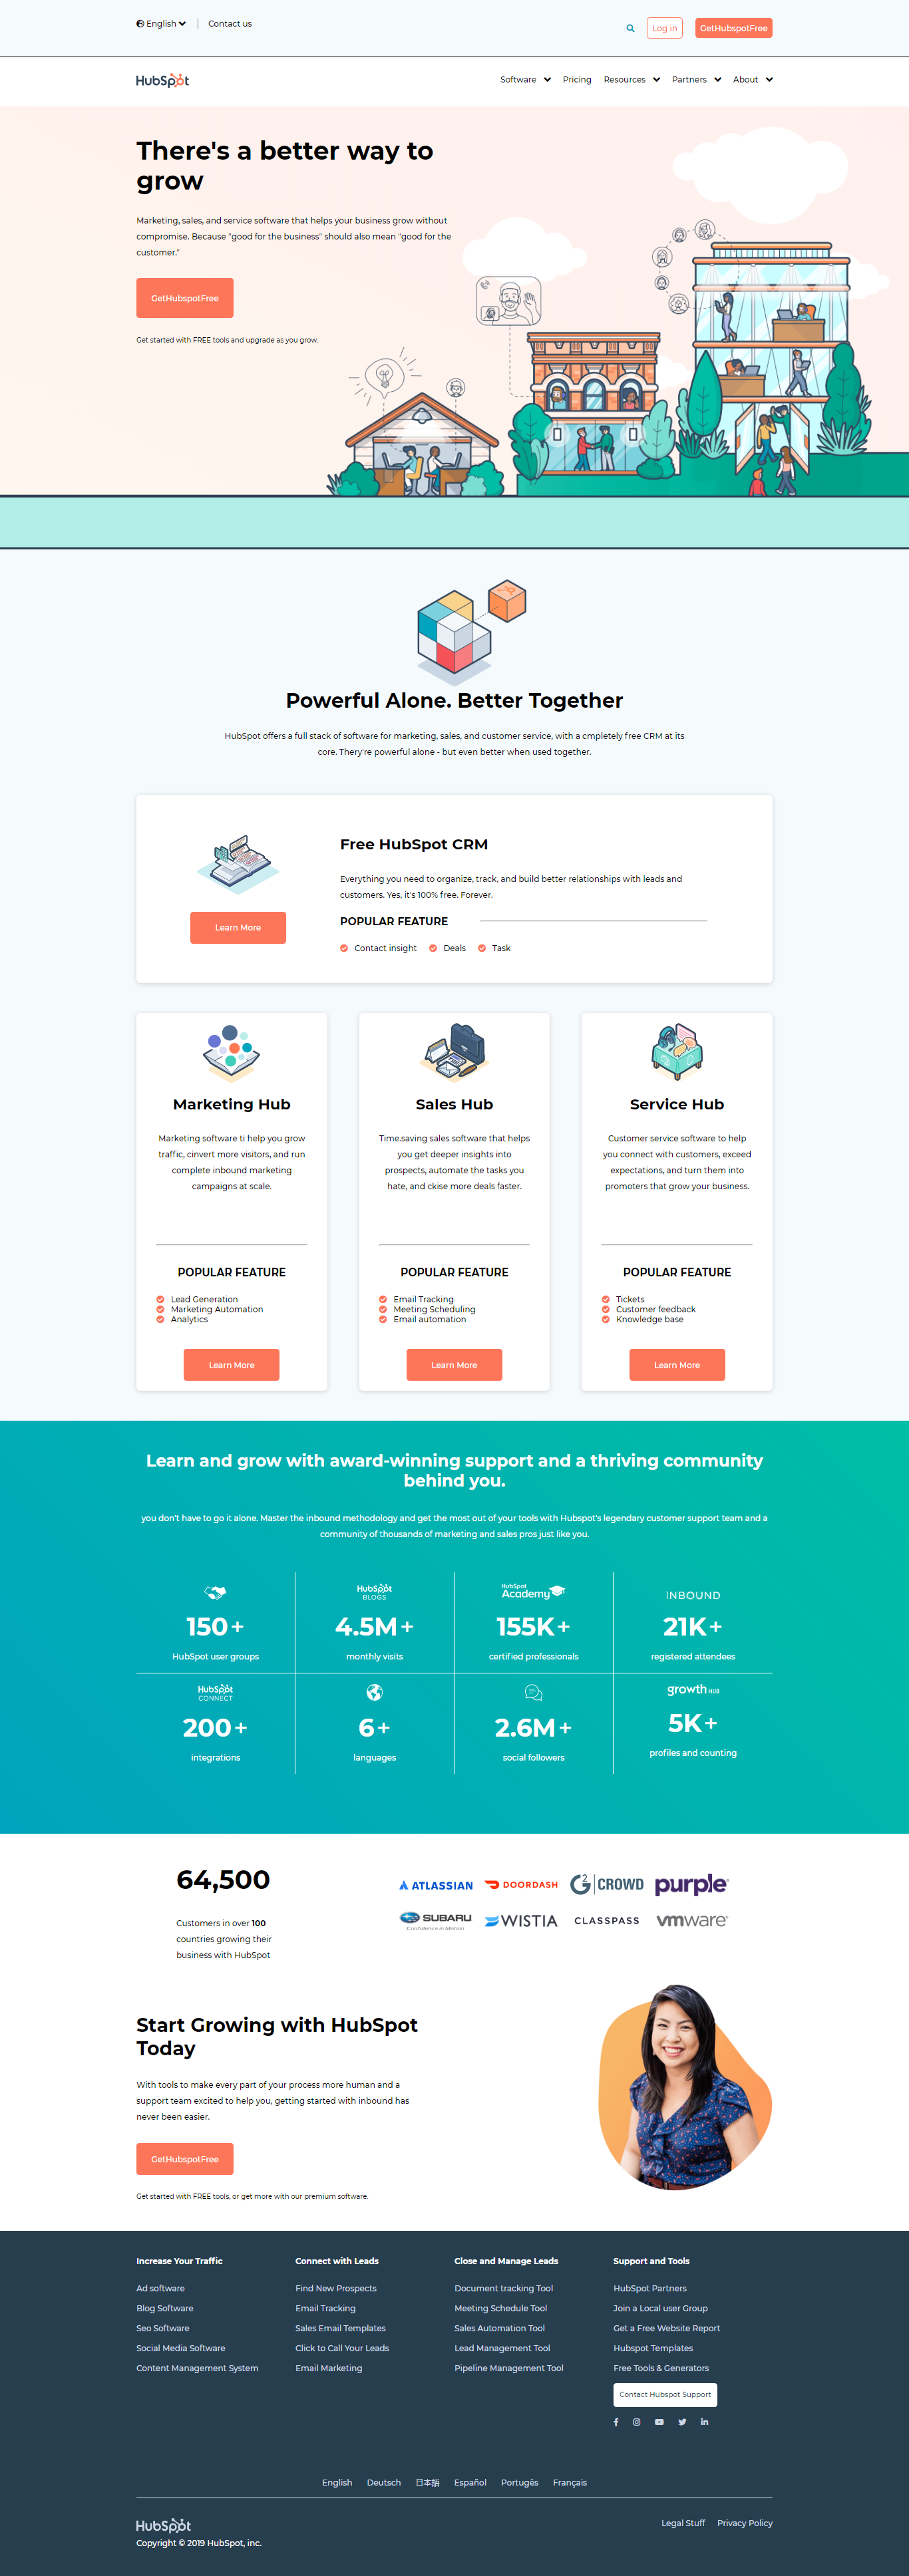 English
Contact us
Log in
GetHubspotFree
HubSpot
Software
Pricing
Resources
Partners
About
There's a better way to
grow
Marketing, sales, and service software that helps your business grow without
compromise. Because "good for the business" should also mean "good for the
customer."
GetHubspotFree
Get started with FREE tools and upgrade as you grow.
Powerful Alone. Better Together
HubSpot offers a full stack of software for marketing, sales, and customer service, with a cmpletely free CRM at its
core. Thery're powerful alone - but even better when used together.
Free HubSpot CRM
Everything you need to organize, track, and build better relationships with leads and
customers. Yes, it's 100% free. Forever.
Learn More
POPULAR FEATURE
Contact insight
Deals
Task
Marketing Hub
Marketing software ti help you grow
traffic, cinvert more visitors, and run
complete inbound marketing
campaigns at scale.
POPULAR FEATURE
Lead Generation
Marketing Automation
Analytics
Learn More
Sales Hub
Time.saving sales software that helps
you get deeper insights into
prospects, automate the tasks you
hate, and ckise more deals faster.
POPULAR FEATURE
Email Tracking
Meeting Scheduling
Email automation
Learn More
Service Hub
Customer service software to help
you connect with customers, exceed
expectations, and turn them into
promoters that grow your business.
POPULAR FEATURE
Tickets
Customer feedback
Knowledge base
Learn More
Learn and grow with award-winning support and a thriving community
behind you.
you don't have to go it alone. Master the inbound methodology and get the most out of your tools with Hubspot's legendary customer support team and a
community of thousands of marketing and sales pros just like you.
150+
HubSpot user groups
HubSpot
BLOGS
4.5M+
monthly visits
HubSpot
Academy
155K+
certified professionals
INBOUND
21K+
registered attendees
HubSpot
CONNECT
200+
integrations
6+
languages
2.6M+
social followers
growth HUB
5K+
profiles and counting
64,500
Customers in over 100
countries growing their
business with HubSpot
ATLASSIAN
DOORDASH
G2 CROWD
purple
SUBARU
Confidence in Motion
WISTIA
CLASSPASS
vmware
Start Growing with HubSpot
Today
With tools to make every part of your process more human and a
support team excited to help you, getting started with inbound has
never been easier.
GetHubspotFree
Get started with FREE tools, or get more with our premium software.
Increase Your Traffic
Ad software
Blog Software
Seo Software
Social Media Software
Content Management System
Connect with Leads
Find New Prospects
Email Tracking
Sales Email Templates
Click to Call Your Leads
Email Marketing
Close and Manage Leads
Document tracking Tool
Meeting Schedule Tool
Sales Automation Tool
Lead Management Tool
Pipeline Management Tool
Support and Tools
HubSpot Partners
Join a Local user Group
Get a Free Website Report
Hubspot Templates
Free Tools & Generators
Contact Hubspot Support
English
Deutsch
日本語
Español
Portugês
Français
HubSpot
Copyright © 2019 HubSpot, inc.
Legal Stuff
Privacy Policy